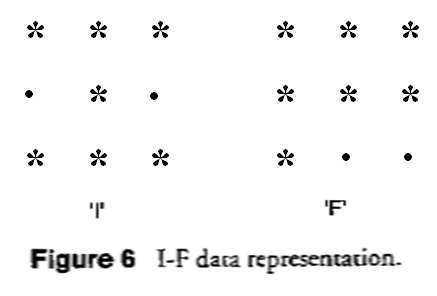 * * * * * *
• * • * * *
* * * * • •
'I' 'F'
Figure 6 I-F data representation.